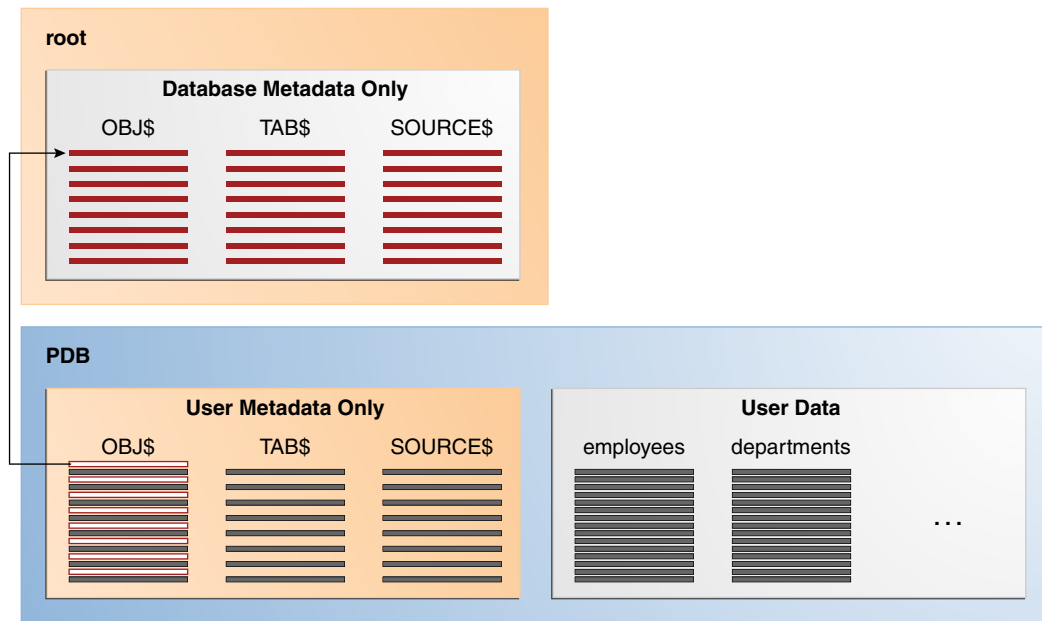 root
Database Metadata Only
OBJ$ TAB$ SOURCE$
PDB
User Metadata Only
OBJ$ TAB$ SOURCE$
User Data
employees departments
...